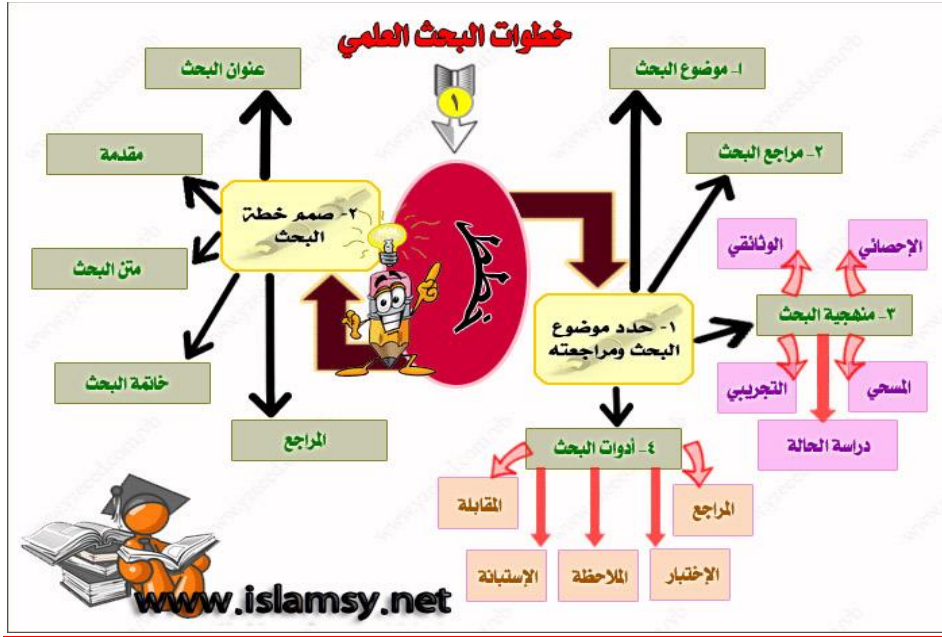 خطوات البحث العلمي
١
نخطط
١- حدد موضوع
البحث ومراجعته
١- موضوع البحث
٢- مراجع البحث
٣- منهجية البحث
الإحصائي
الوثائقي
المسحي
التجريبي
دراسة الحالة
٤- أدوات البحث
المراجع
الإختبار
الملاحظة
الإستبانة
المقابلة
٢- صمم خطة
البحث
عنوان البحث
مقدمة
متن البحث
خاتمة البحث
المراجع
www.islamsy.net